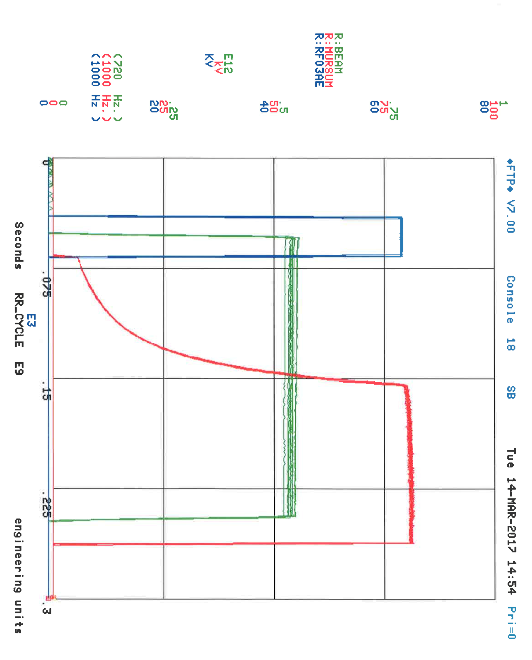 ♦FTP♦ V7.00 Console 18 SB Tue 14-MAR-2017 14:54 Pri=0
1
100
80
.75
75
60
.5
50
40
.25
25
20
0
0
0
R:BEAM E12 (720 Hz.)
R:MURSUM kV (1000 Hz.)
R:RF03AE KV (1000 Hz.)
0 .075 .15 .225 .3
E3
Seconds RR_CYCLE E9 engineering units